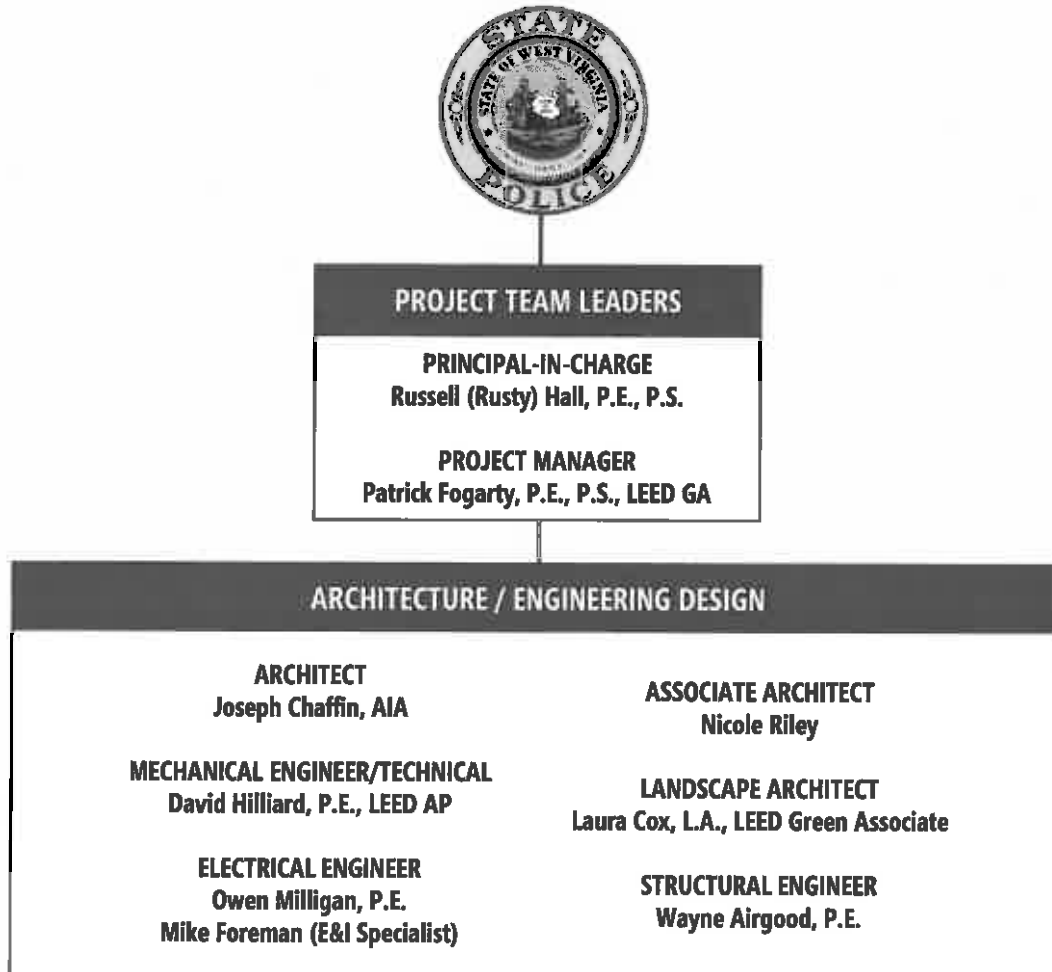 STATE
STATE OF WEST VIRGINIA
POLICE
PROJECT TEAM LEADERS
PRINCIPAL-IN-CHARGE
Russell (Rusty) Hall, P.E., P.S.
PROJECT MANAGER
Patrick Fogarty, P.E., P.S., LEED GA
ARCHITECTURE / ENGINEERING DESIGN
ARCHITECT
Joseph Chaffin, AIA
MECHANICAL ENGINEER/TECHNICAL
David Hilliard, P.E., LEED AP
ELECTRICAL ENGINEER
Owen Milligan, P.E.
Mike Foreman (E&I Specialist)
ASSOCIATE ARCHITECT
Nicole Riley
LANDSCAPE ARCHITECT
Laura Cox, L.A., LEED Green Associate
STRUCTURAL ENGINEER
Wayne Airgood, P.E.